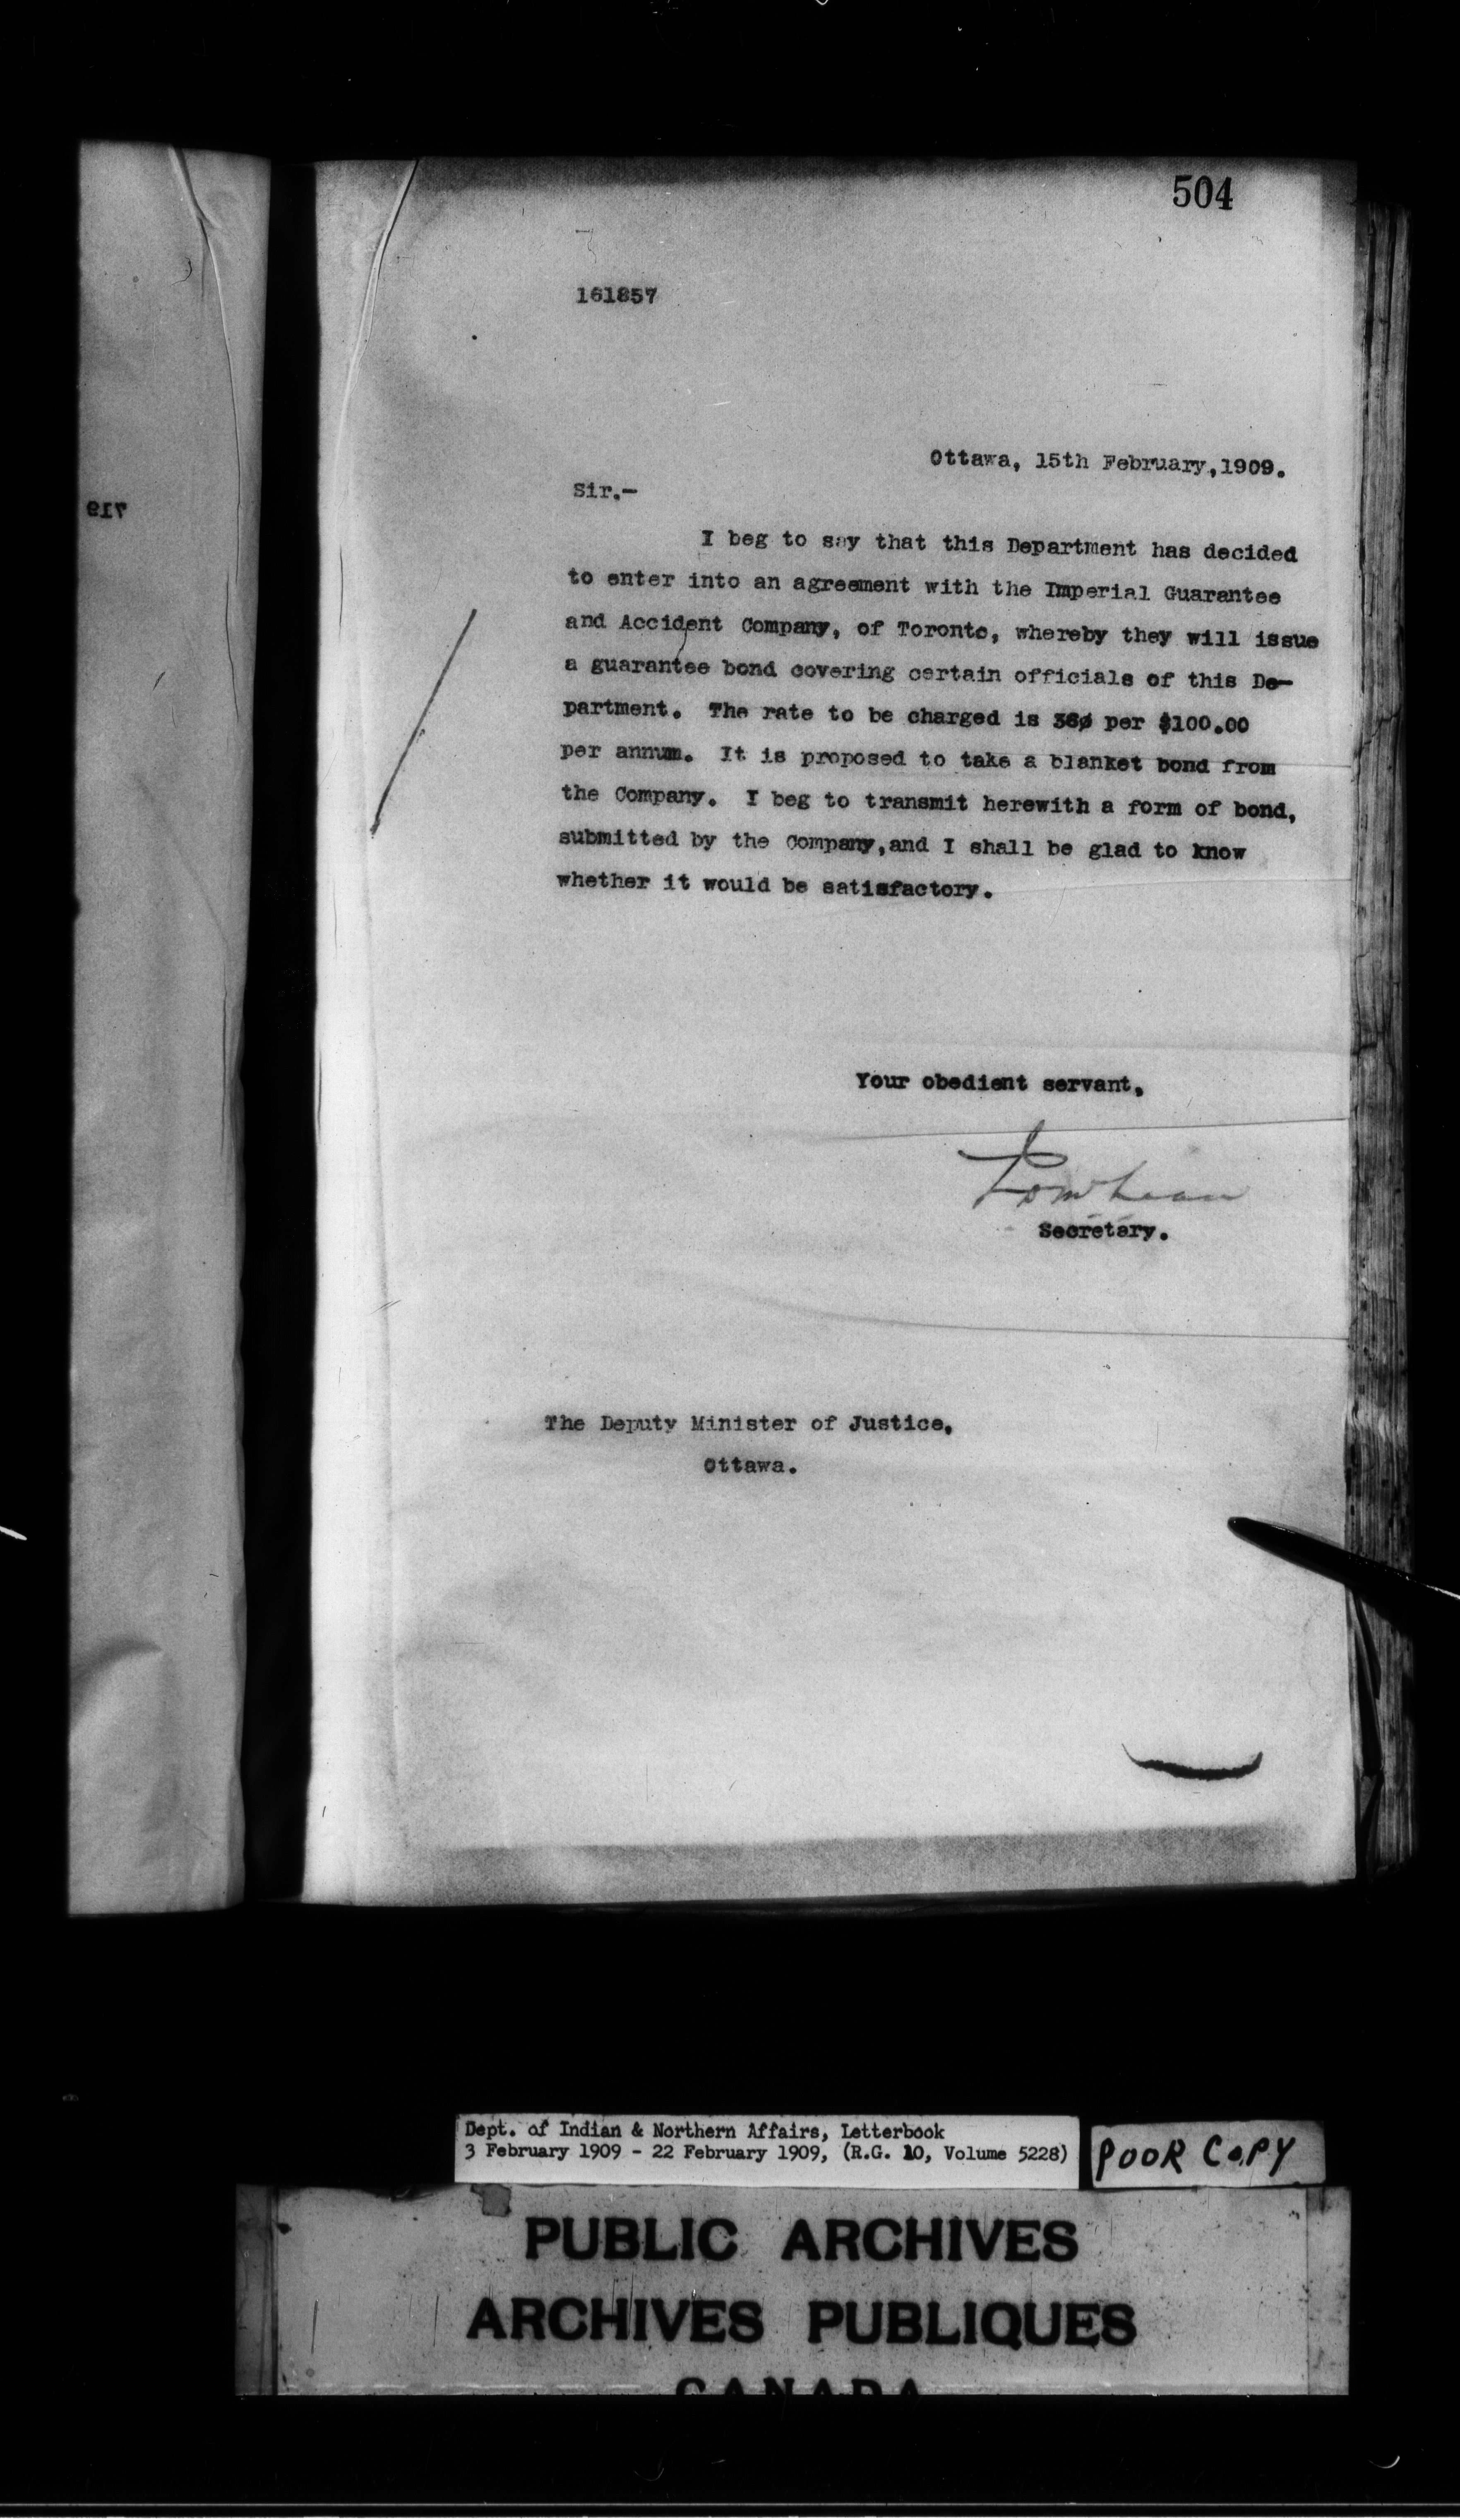 504
161857
Ottawa, 15th February, 1909.
Sir.-
I beg to say that this Department has decided
to enter into an agreement with the Imperial Guarantee
and Accident Company, of Toronto, whereby they will issue
a guarantee bond covering certain officials of this De-
partment. The rate to be charged is per $100.00
per annum. It is proposed to take a blanket bond from
the Company. I beg to transmit herewith a form of bond,
submitted by the Company, and I shall be glad to know
whether it would be satisfactory.
Your obedient servant,
Secretary.
The Deputy Minister of Justice,
Ottawa.
Dept. of Indian & Northern Affairs, Letterbook
3 February 1909 - 22 February 1909, (R.G. 10, Volume 5228)
POOR COPY
PUBLIC ARCHIVES
ARCHIVES PUBLIQUES
CANADA